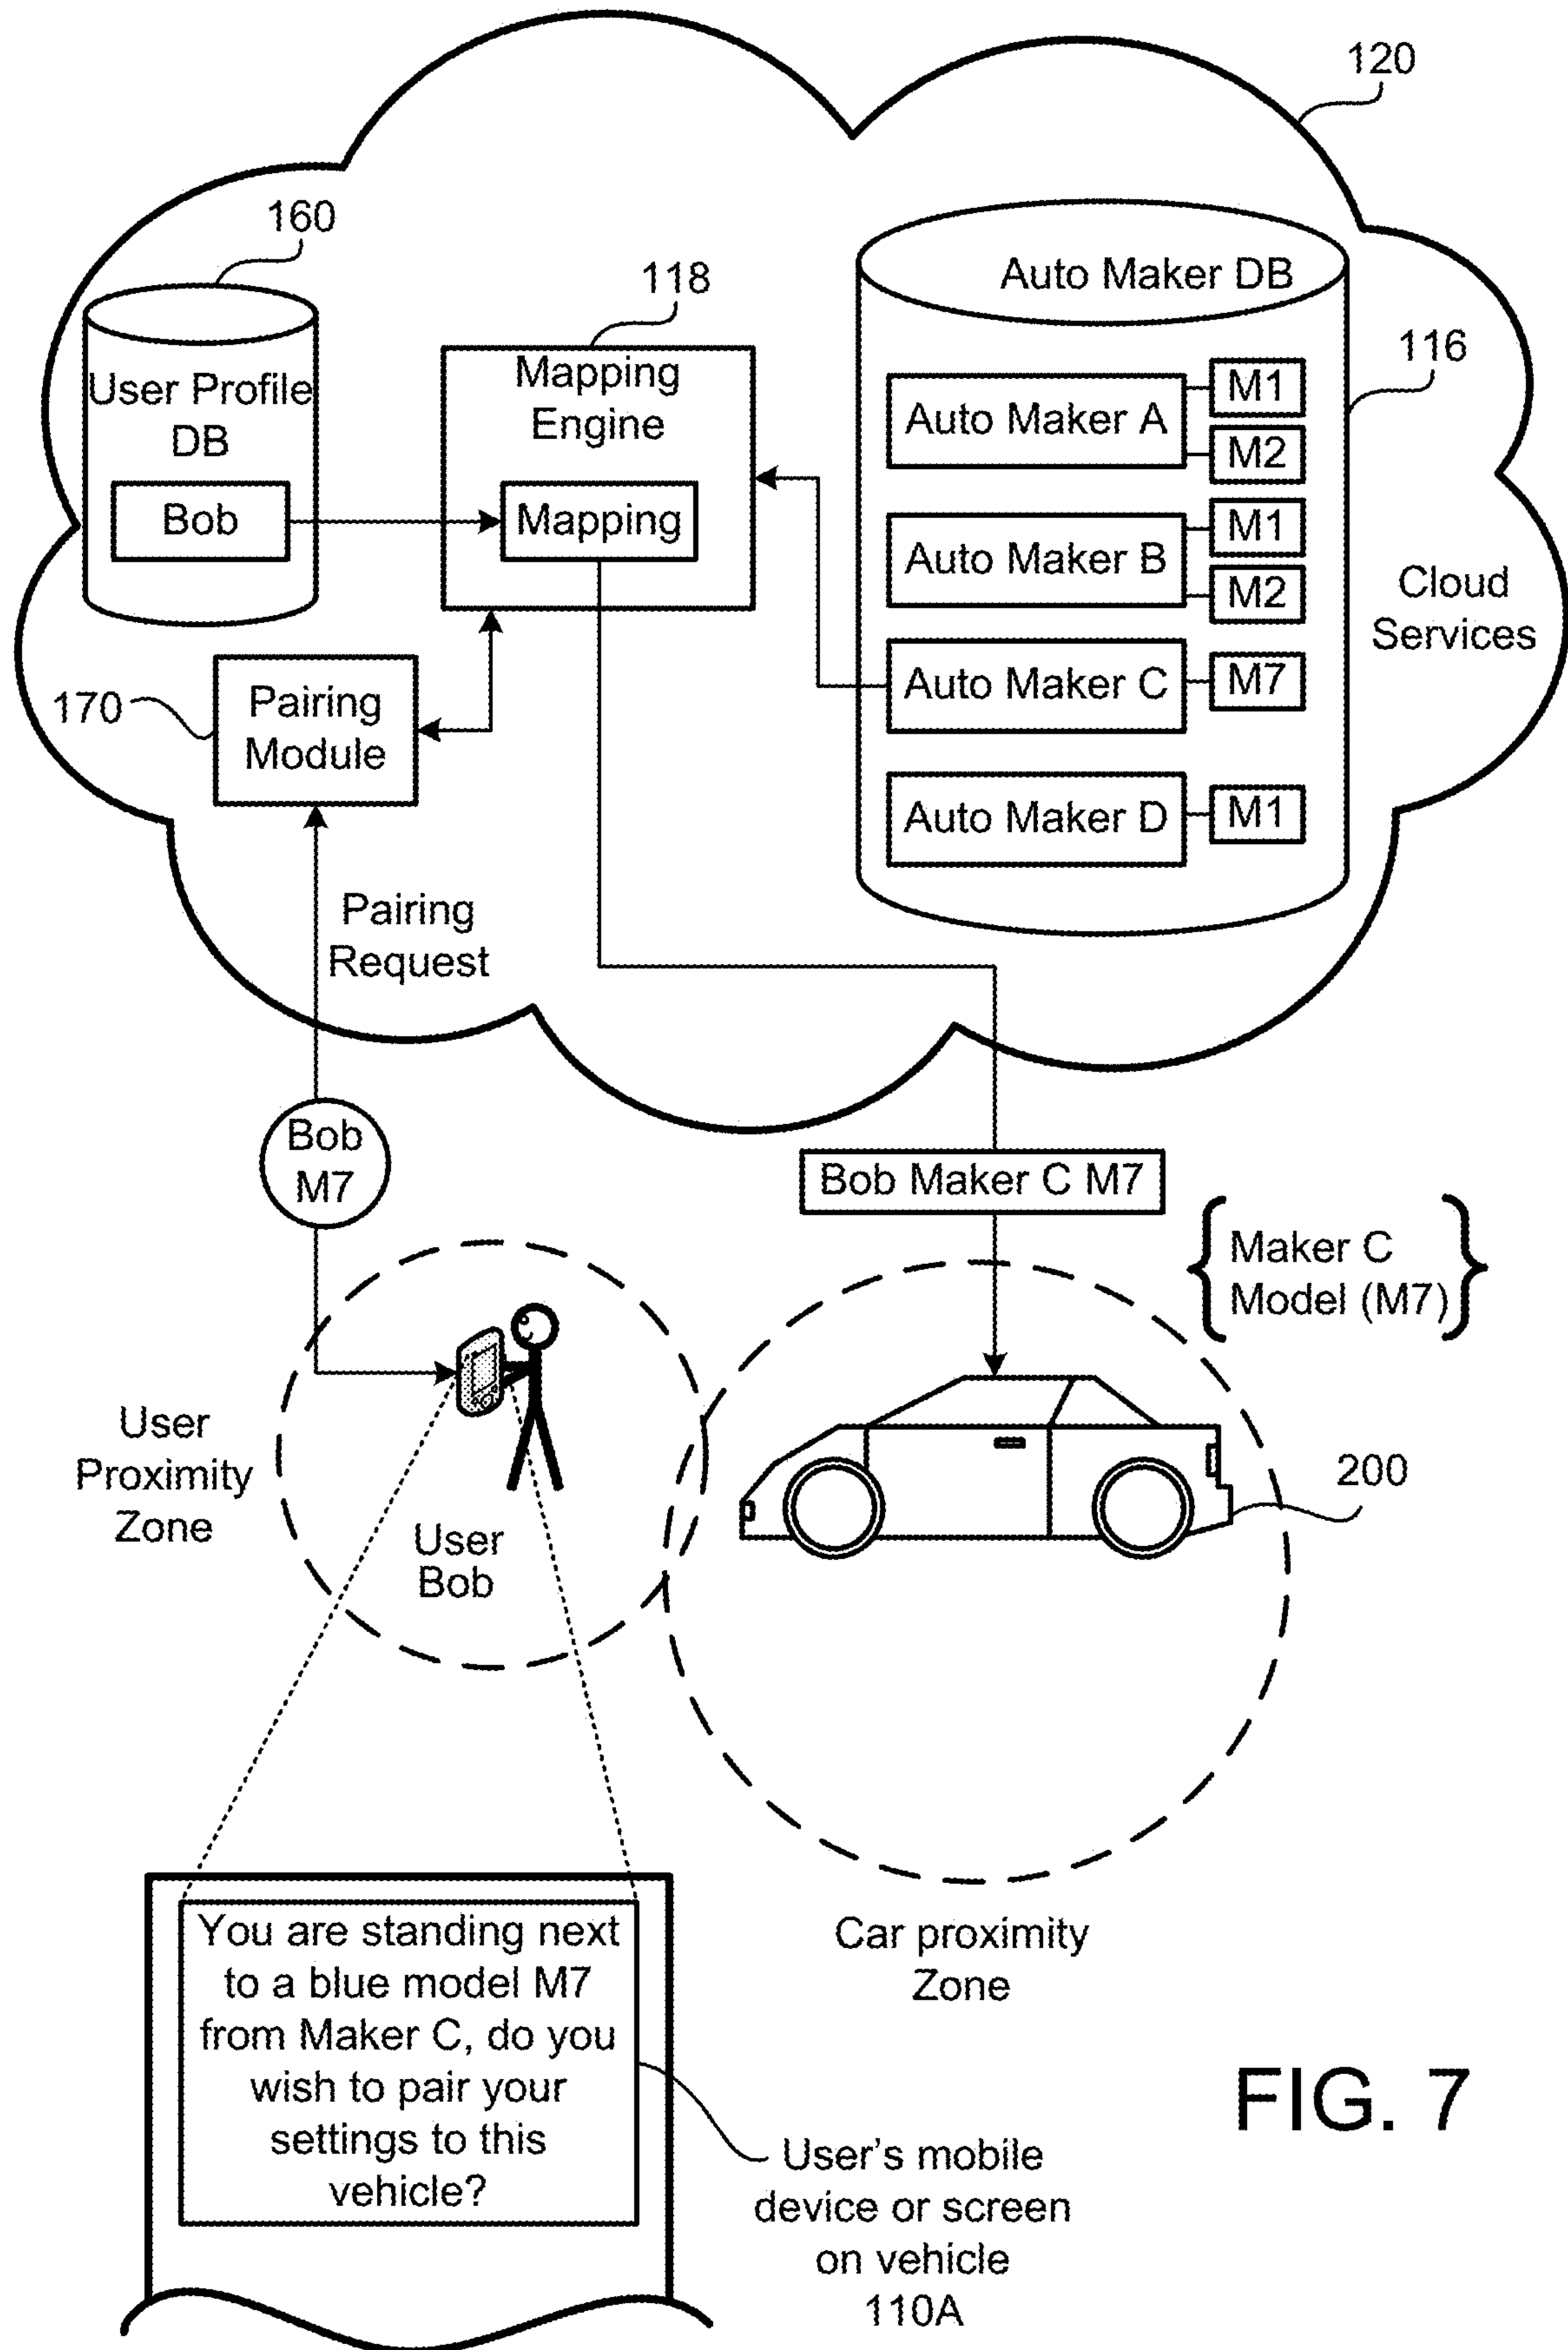 120
160
118
Auto Maker DB
116
User Profile
DB
Bob
Mapping
Engine
Mapping
Auto Maker A
M1
M2
Auto Maker B
M1
M2
Auto Maker C
M7
Auto Maker D
M1
Cloud
Services
170
Pairing
Module
Pairing
Request
Bob
M7
Bob Maker C M7
Maker C
Model (M7)
User
Proximity
Zone
User
Bob
200
Car proximity
Zone
You are standing next
to a blue model M7
from Maker C, do you
wish to pair your
settings to this
vehicle?
User's mobile
device or screen
on vehicle
110A
FIG. 7